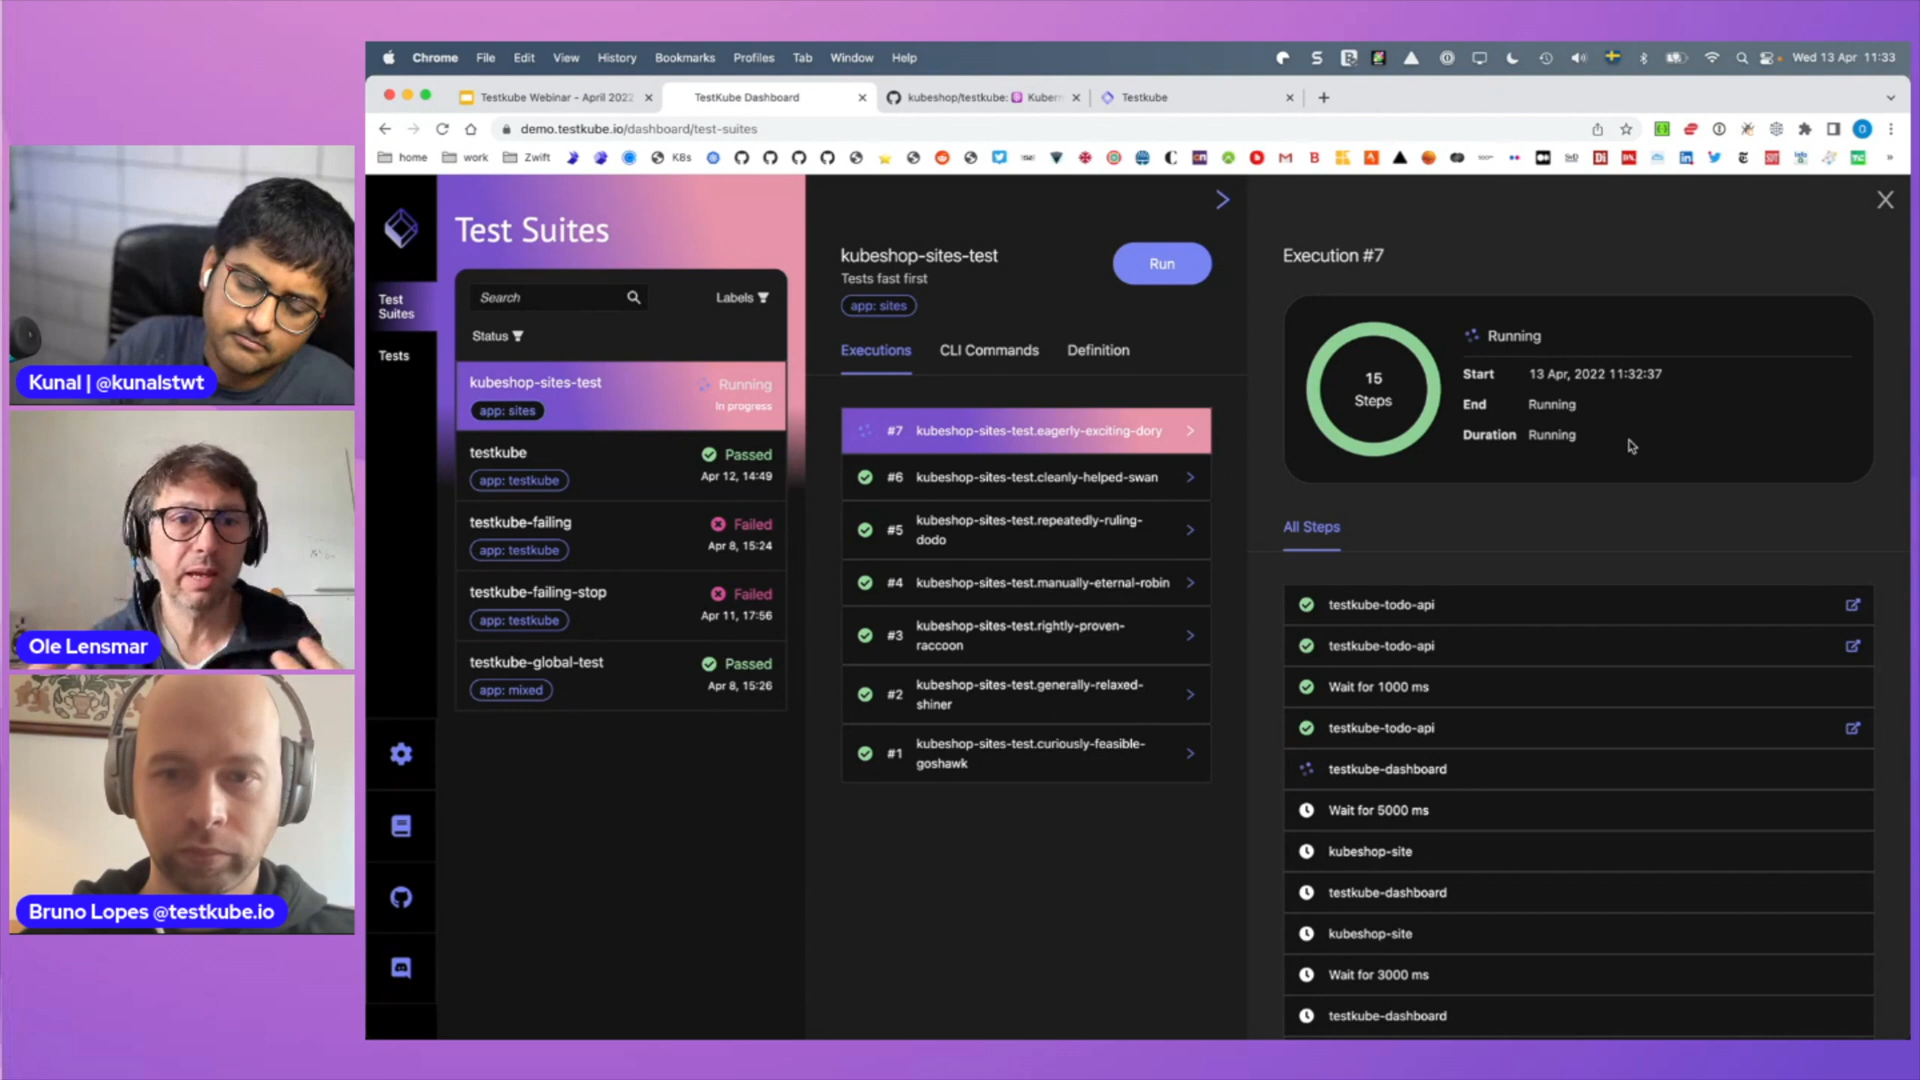 Chrome File Edit View History Bookmarks Profiles Tab Window Help
Wed 13 Apr 11:33
Testkube Webinar - April 2022
TestKube Dashboard
kubeshop/testkube: Kubern
Testkube
demo.testkube.io/dashboard/test-suites
home work Zwift K8s
Kunal | @kunalstwt
Ole Lensmar
Bruno Lopes @testkube.io
Test
Suites
Tests
Test Suites
Search
Labels
Status
kubeshop-sites-test
Running
app: sites
In progress
testkube
Passed
app: testkube
Apr 12, 14:49
testkube-failing
Failed
app: testkube
Apr 8, 15:24
testkube-failing-stop
Failed
app: testkube
Apr 11, 17:56
testkube-global-test
Passed
app: mixed
Apr 8, 15:26
kubeshop-sites-test
Tests fast first
app: sites
Run
Executions CLI Commands Definition
#7 kubeshop-sites-test.eagerly-exciting-dory
#6 kubeshop-sites-test.cleanly-helped-swan
#5 kubeshop-sites-test.repeatedly-ruling-
dodo
#4 kubeshop-sites-test.manually-eternal-robin
#3 kubeshop-sites-test.rightly-proven-
raccoon
#2 kubeshop-sites-test.generally-relaxed-
shiner
#1 kubeshop-sites-test.curiously-feasible-
goshawk
Execution #7
15
Steps
Running
Start 13 Apr, 2022 11:32:37
End Running
Duration Running
All Steps
testkube-todo-api
testkube-todo-api
Wait for 1000 ms
testkube-todo-api
testkube-dashboard
Wait for 5000 ms
kubeshop-site
testkube-dashboard
kubeshop-site
Wait for 3000 ms
testkube-dashboard